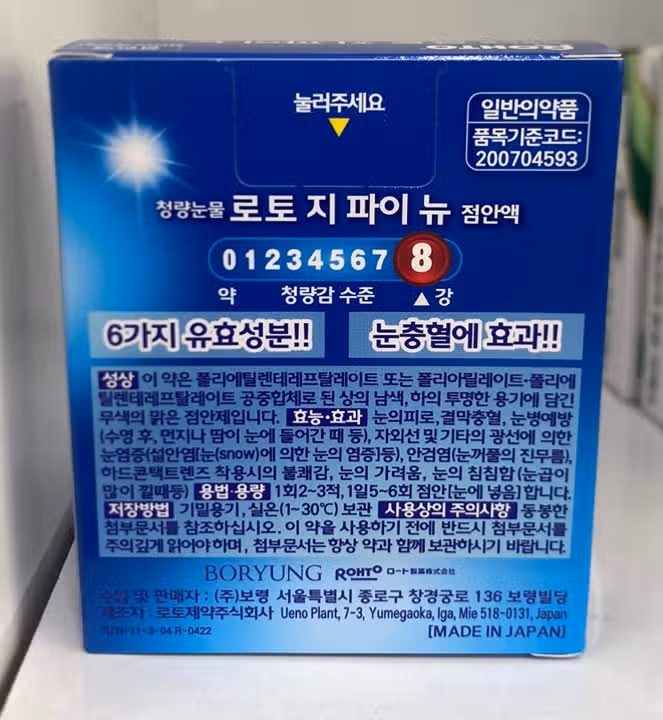 ROHTO
눌러주세요
일반의약품
품목기준코드:
200704593
청량눈물 로토 지 파이 뉴 점안액
012345678
약 청량감 수준 ▲강
6가지 유효성분!! 눈충혈에 효과!!
성상 이 약은 폴리에틸렌테레프탈레이트 또는 폴리아릴레이트·폴리에
틸렌테레프탈레이트 공중합체로 된 상의 남색, 하의 투명한 용기에 담긴
무색의 맑은 점안제입니다. 효능·효과 눈의피로, 결막충혈, 눈병예방
(수영 후, 먼지나 땀이 눈에 들어간 때 등), 자외선 및 기타의 광선에 의한
눈염증(설안염(눈(snow)에 의한 눈의 염증)등), 안검염(눈꺼풀의 진무름),
하드콘택트렌즈 착용시의 불쾌감, 눈의 가려움, 눈의 침침함(눈곱이
많이 낄때등) 용법·용량 1회2~3적, 1일5~6회 점안(눈에 넣음)합니다.
저장방법 기밀용기, 실온(1~30℃) 보관 사용상의 주의사항 동봉한
첨부문서를 참조하십시오. 이 약을 사용하기 전에 반드시 첨부문서를
주의깊게 읽어야하며, 첨부문서는 항상 약과 함께 보관하시기 바랍니다.
BORYUNG ROHTO ロート製薬株式会社
수입 및 판매자 : (주)보령 서울특별시 종로구 창경궁로 136 보령빌딩
제조자 : 로토제약주식회사 Ueno Plant, 7-3, Yumegaoka, Iga, Mie 518-0131, Japan
RZP-11-3-04 R-0422 [MADE IN JAPAN]